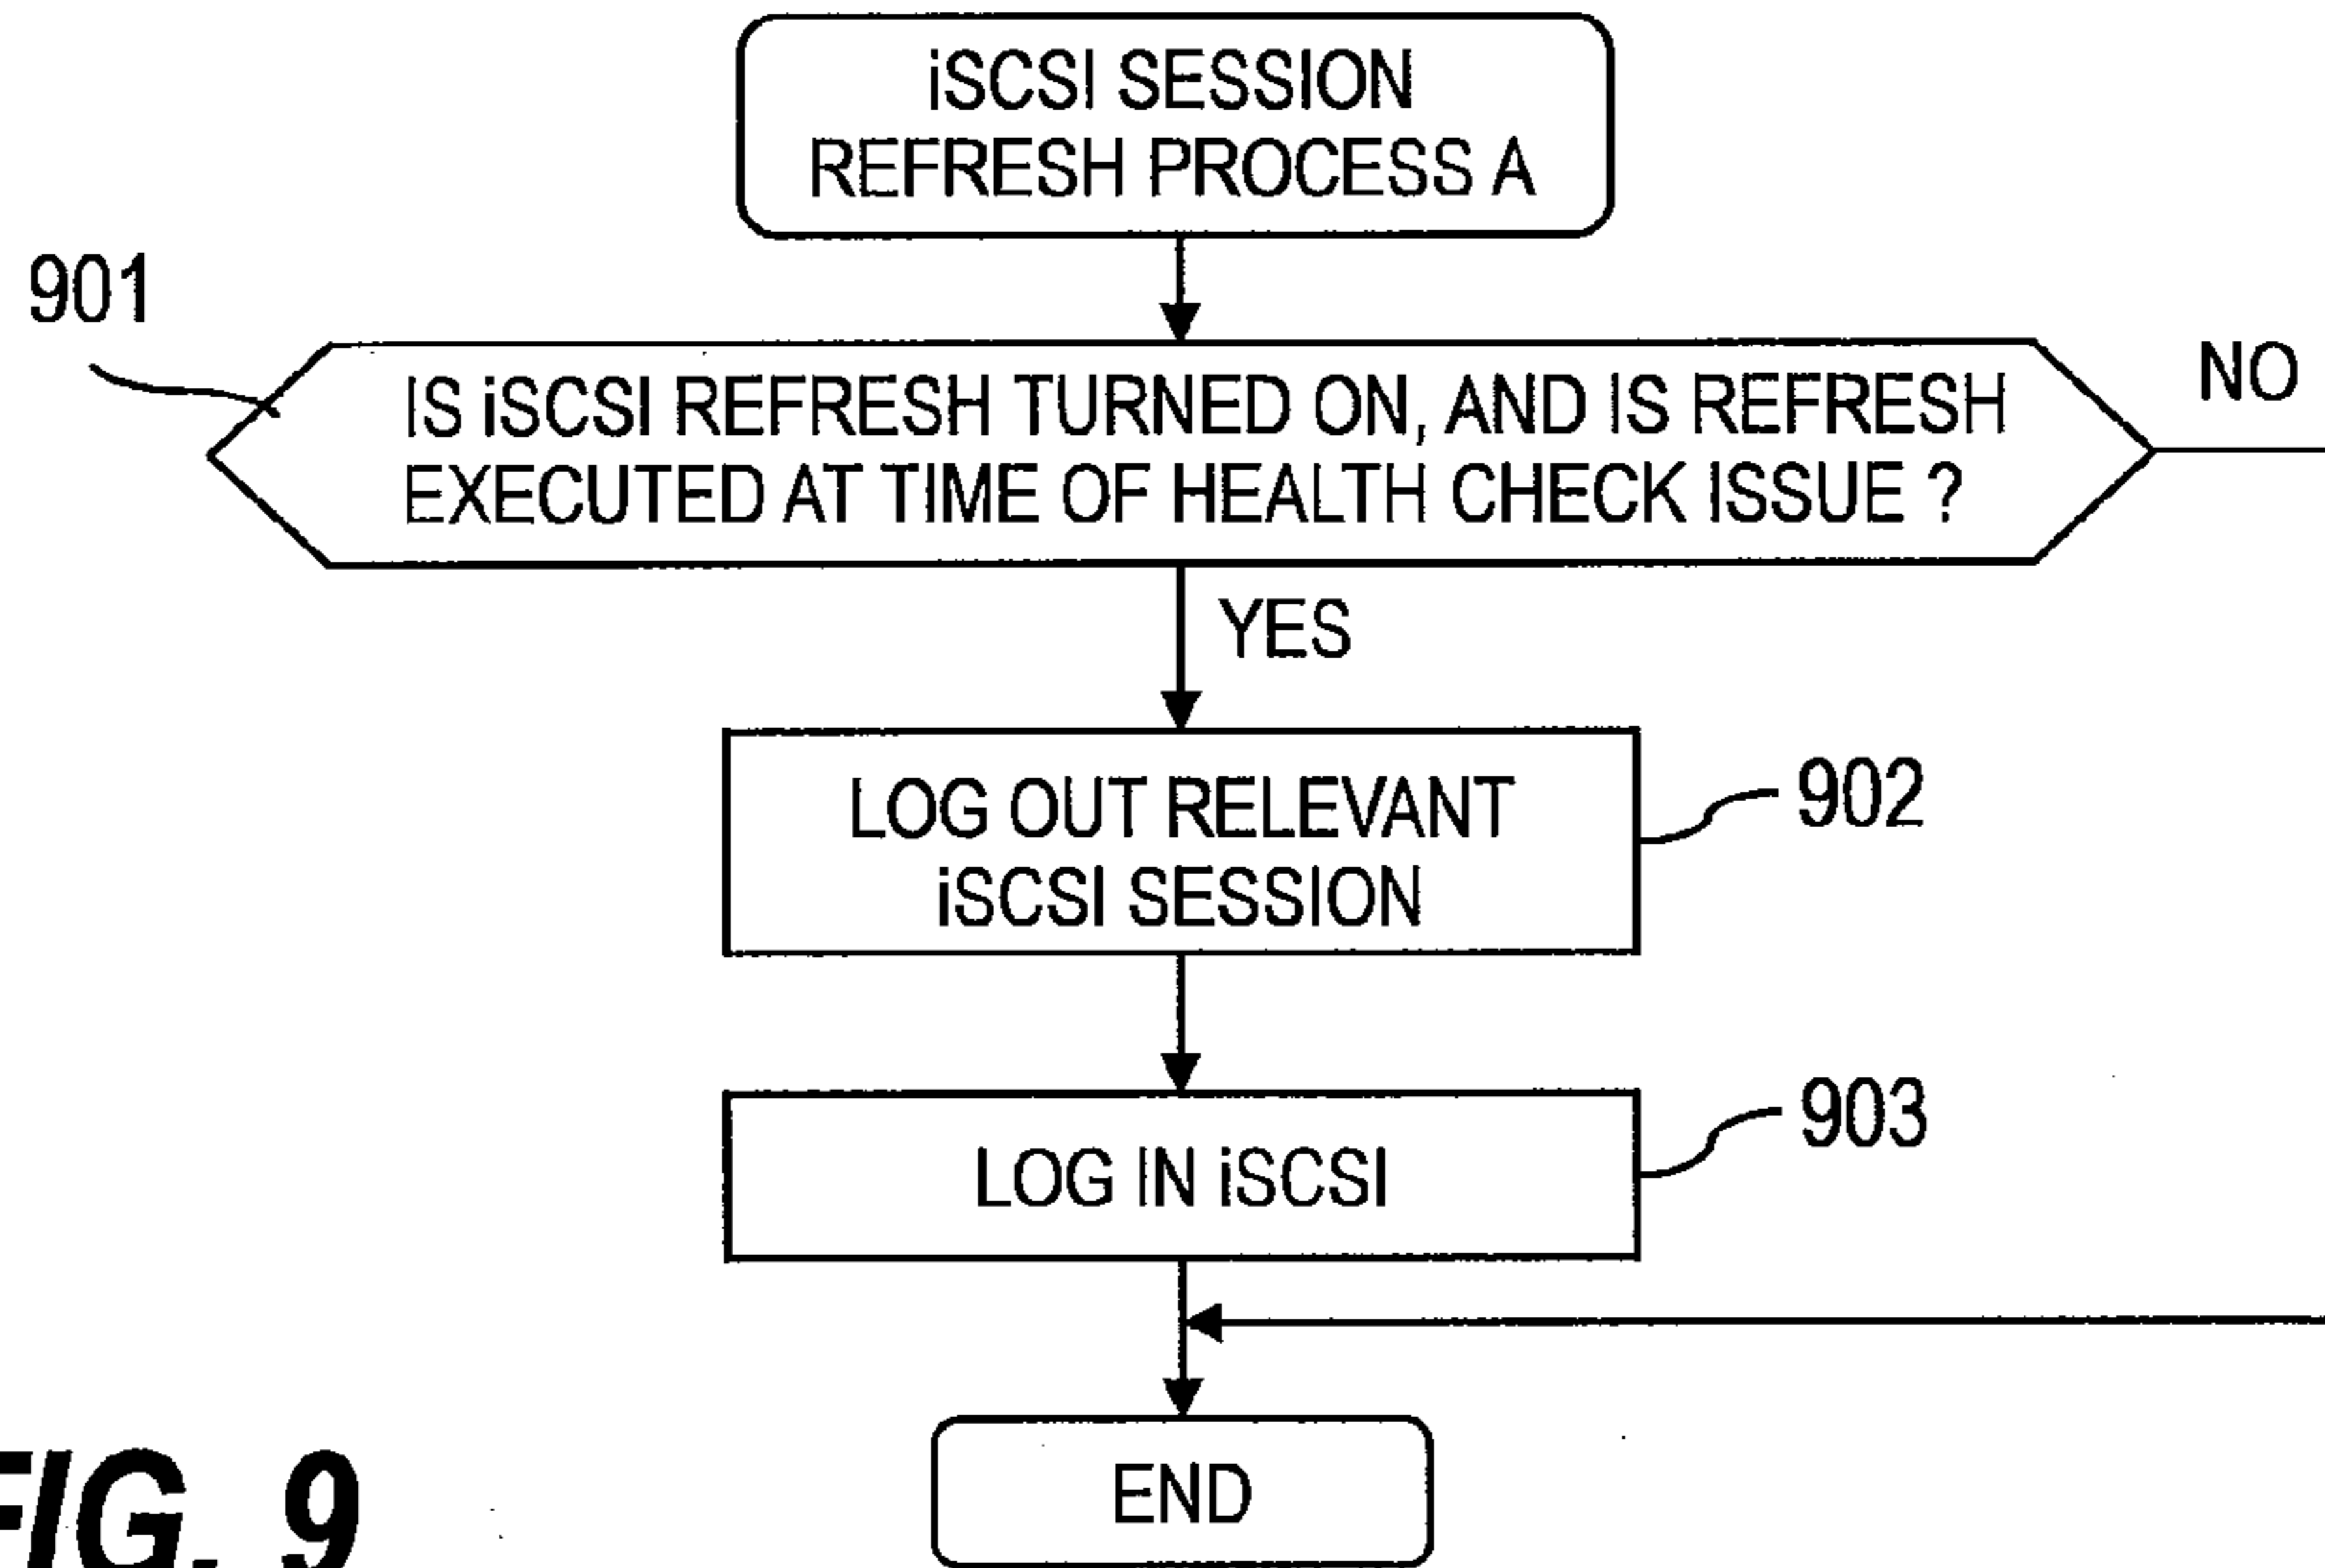 iSCSI SESSION
REFRESH PROCESS A
901
IS iSCSI REFRESH TURNED ON, AND IS REFRESH
EXECUTED AT TIME OF HEALTH CHECK ISSUE ?
NO
YES
LOG OUT RELEVANT
iSCSI SESSION
902
LOG IN iSCSI
903
END
FIG. 9